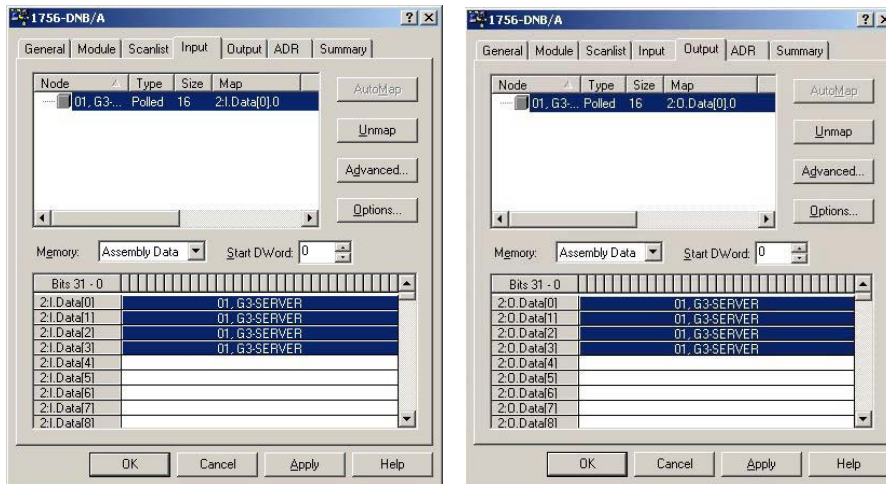 1756-DNB/A
General Module Scanlist Input Output ADR Summary
Node Type Size Map
01, G3-... Polled 16 2:I.Data[0].0
AutoMap
Unmap
Advanced...
Options...
Memory: Assembly Data Start DWord: 0
Bits 31 - 0
2:I.Data[0] 01, G3-SERVER
2:I.Data[1] 01, G3-SERVER
2:I.Data[2] 01, G3-SERVER
2:I.Data[3] 01, G3-SERVER
2:I.Data[4]
2:I.Data[5]
2:I.Data[6]
2:I.Data[7]
2:I.Data[8]
OK Cancel Apply Help
1756-DNB/A
General Module Scanlist Input Output ADR Summary
Node Type Size Map
01, G3-... Polled 16 2:O.Data[0].0
AutoMap
Unmap
Advanced...
Options...
Memory: Assembly Data Start DWord: 0
Bits 31 - 0
2:O.Data[0] 01, G3-SERVER
2:O.Data[1] 01, G3-SERVER
2:O.Data[2] 01, G3-SERVER
2:O.Data[3] 01, G3-SERVER
2:O.Data[4]
2:O.Data[5]
2:O.Data[6]
2:O.Data[7]
2:O.Data[8]
OK Cancel Apply Help